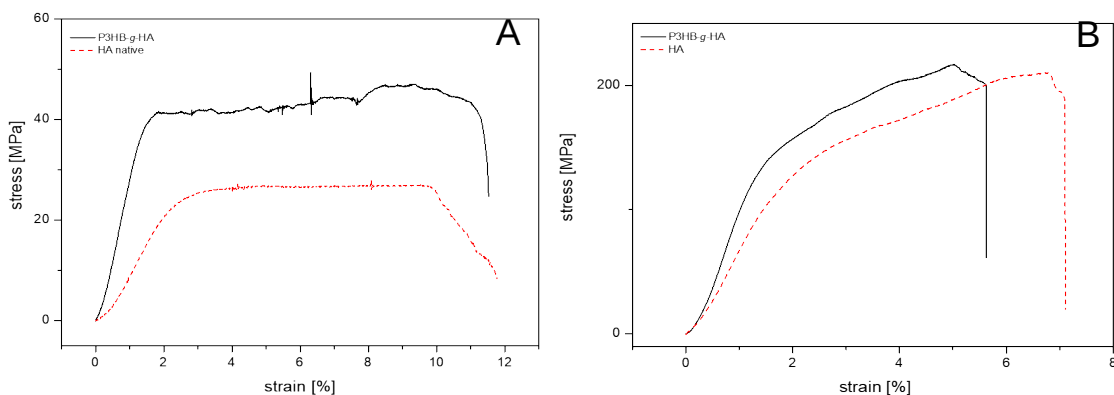 A
P3HB-g-HA
HA native
60
40
20
0
stress [MPa]
0 2 4 6 8 10 12
strain [%]
B
P3HB-g-HA
HA
200
100
0
stress [MPa]
0 2 4 6 8
strain [%]